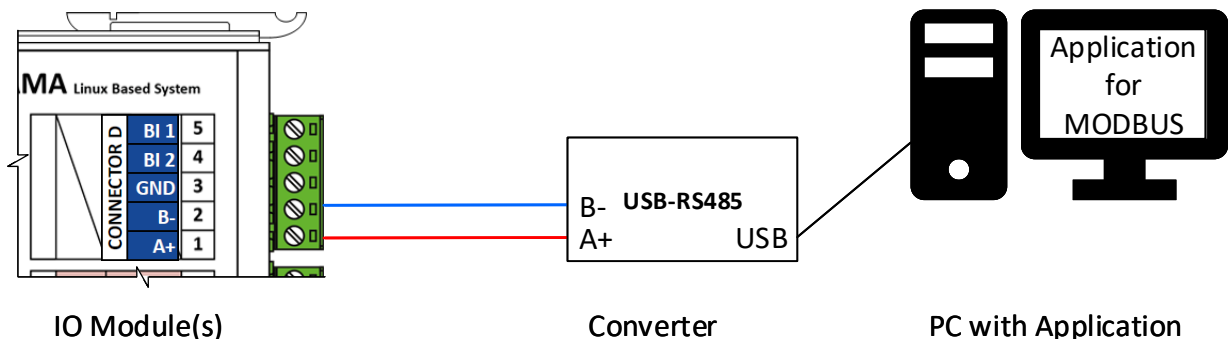 MA Linux Based System
CONNECTOR D
BI 1 5
BI 2 4
GND 3
B- 2
A+ 1
B- USB-RS485
A+ USB
Application
for
MODBUS
IO Module(s)
Converter
PC with Application